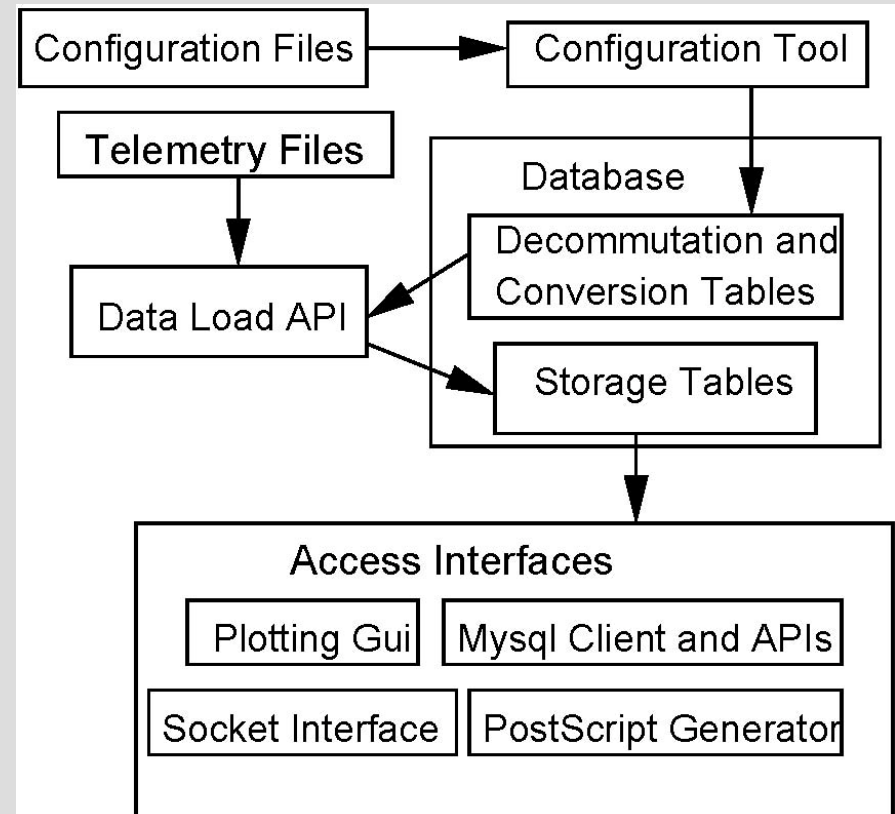 Configuration Files
Configuration Tool
Telemetry Files
Database
Decommutation and
Conversion Tables
Data Load API
Storage Tables
Access Interfaces
Plotting Gui
Mysql Client and APIs
Socket Interface
PostScript Generator